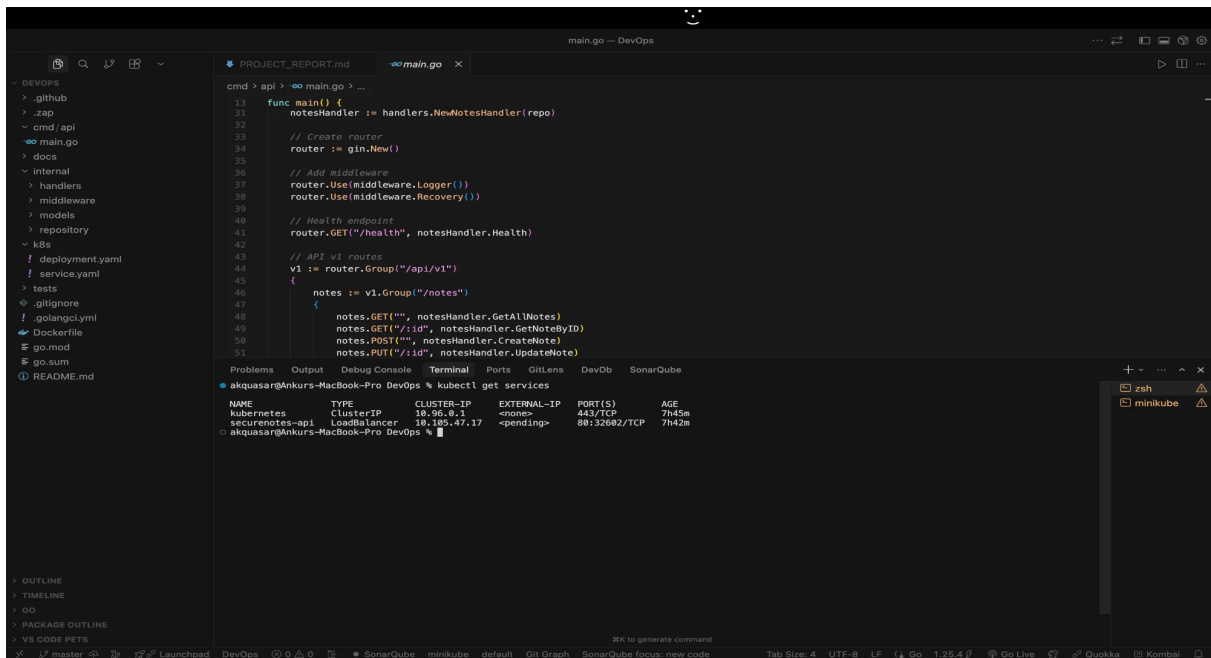 main.go — DevOps
PROJECT_REPORT.md
main.go
DEVOPS
.github
.zap
cmd/api
main.go
docs
internal
handlers
middleware
models
repository
k8s
deployment.yaml
service.yaml
tests
.gitignore
.golangci.yml
Dockerfile
go.mod
go.sum
README.md
OUTLINE
TIMELINE
GO
PACKAGE OUTLINE
VS CODE PETS
cmd > api > main.go > ...
13 func main() {
31 notesHandler := handlers.NewNotesHandler(repo)
32
33 // Create router
34 router := gin.New()
35
36 // Add middleware
37 router.Use(middleware.Logger())
38 router.Use(middleware.Recovery())
39
40 // Health endpoint
41 router.GET("/health", notesHandler.Health)
42
43 // API v1 routes
44 v1 := router.Group("/api/v1")
45 {
46 notes := v1.Group("/notes")
47 {
48 notes.GET("", notesHandler.GetAllNotes)
49 notes.GET("/:id", notesHandler.GetNoteByID)
50 notes.POST("", notesHandler.CreateNote)
51 notes.PUT("/:id", notesHandler.UpdateNote)
Problems Output Debug Console Terminal Ports GitLens DevDb SonarQube
akquasar@Ankurs-MacBook-Pro DevOps % kubectl get services
NAME TYPE CLUSTER-IP EXTERNAL-IP PORT(S) AGE
kubernetes ClusterIP 10.96.0.1 <none> 443/TCP 7h45m
securenotes-api LoadBalancer 10.105.47.17 <pending> 80:32602/TCP 7h42m
akquasar@Ankurs-MacBook-Pro DevOps %
zsh
minikube
⌘K to generate command
master Launchpad DevOps 0 0 SonarQube minikube default Git Graph SonarQube focus: new code Tab Size: 4 UTF-8 LF Go 1.25.4 Go Live Quokka Kombai